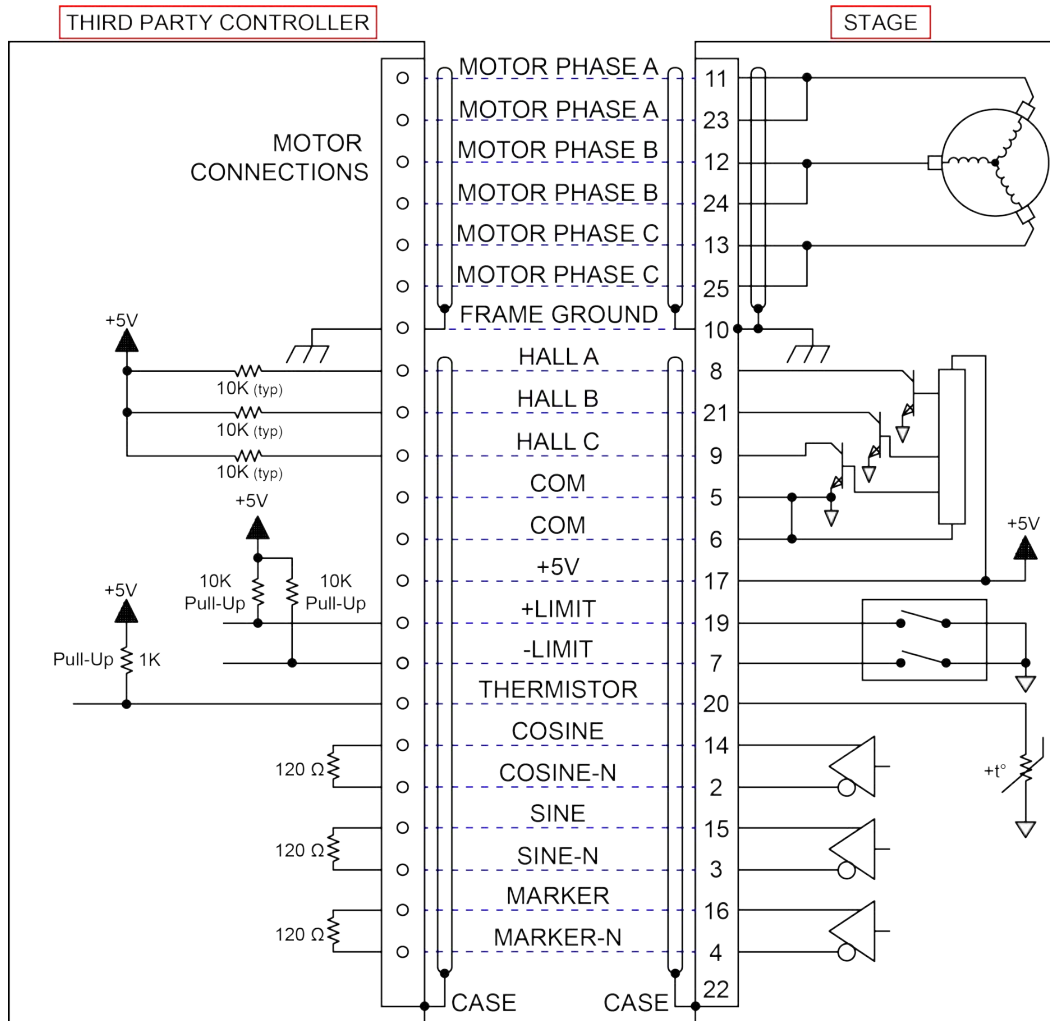 THIRD PARTY CONTROLLER
STAGE
MOTOR CONNECTIONS
MOTOR PHASE A
11
MOTOR PHASE A
23
MOTOR PHASE B
12
MOTOR PHASE B
24
MOTOR PHASE C
13
MOTOR PHASE C
25
FRAME GROUND
10
+5V
HALL A
8
10K (typ)
HALL B
21
10K (typ)
HALL C
9
10K (typ)
COM
5
+5V
COM
6
+5V
+5V
17
10K
Pull-Up
10K
Pull-Up
+5V
+LIMIT
19
-LIMIT
7
Pull-Up
1K
THERMISTOR
20
COSINE
14
120 Ω
COSINE-N
2
+t°
SINE
15
120 Ω
SINE-N
3
MARKER
16
120 Ω
MARKER-N
4
22
CASE
CASE